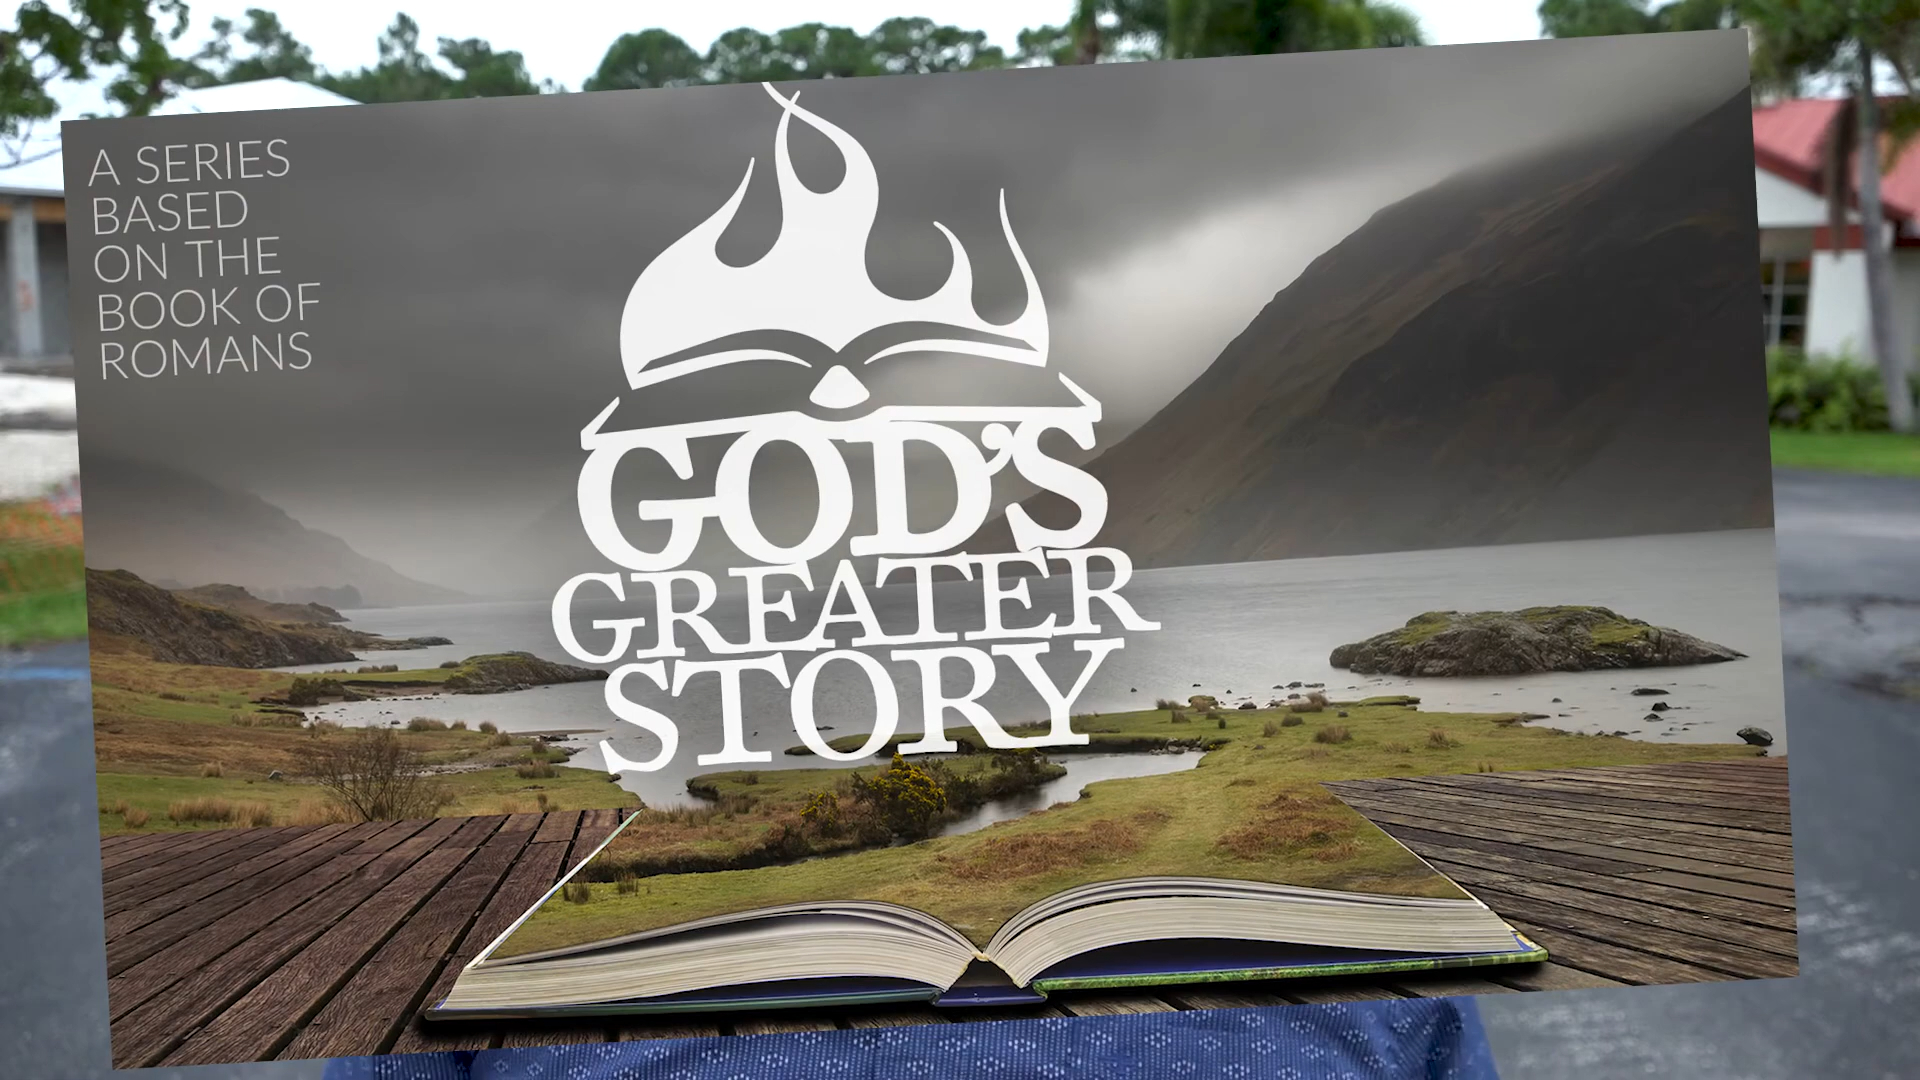 A SERIES
BASED
ON THE
BOOK OF
ROMANS
GOD'S
GREATER
STORY